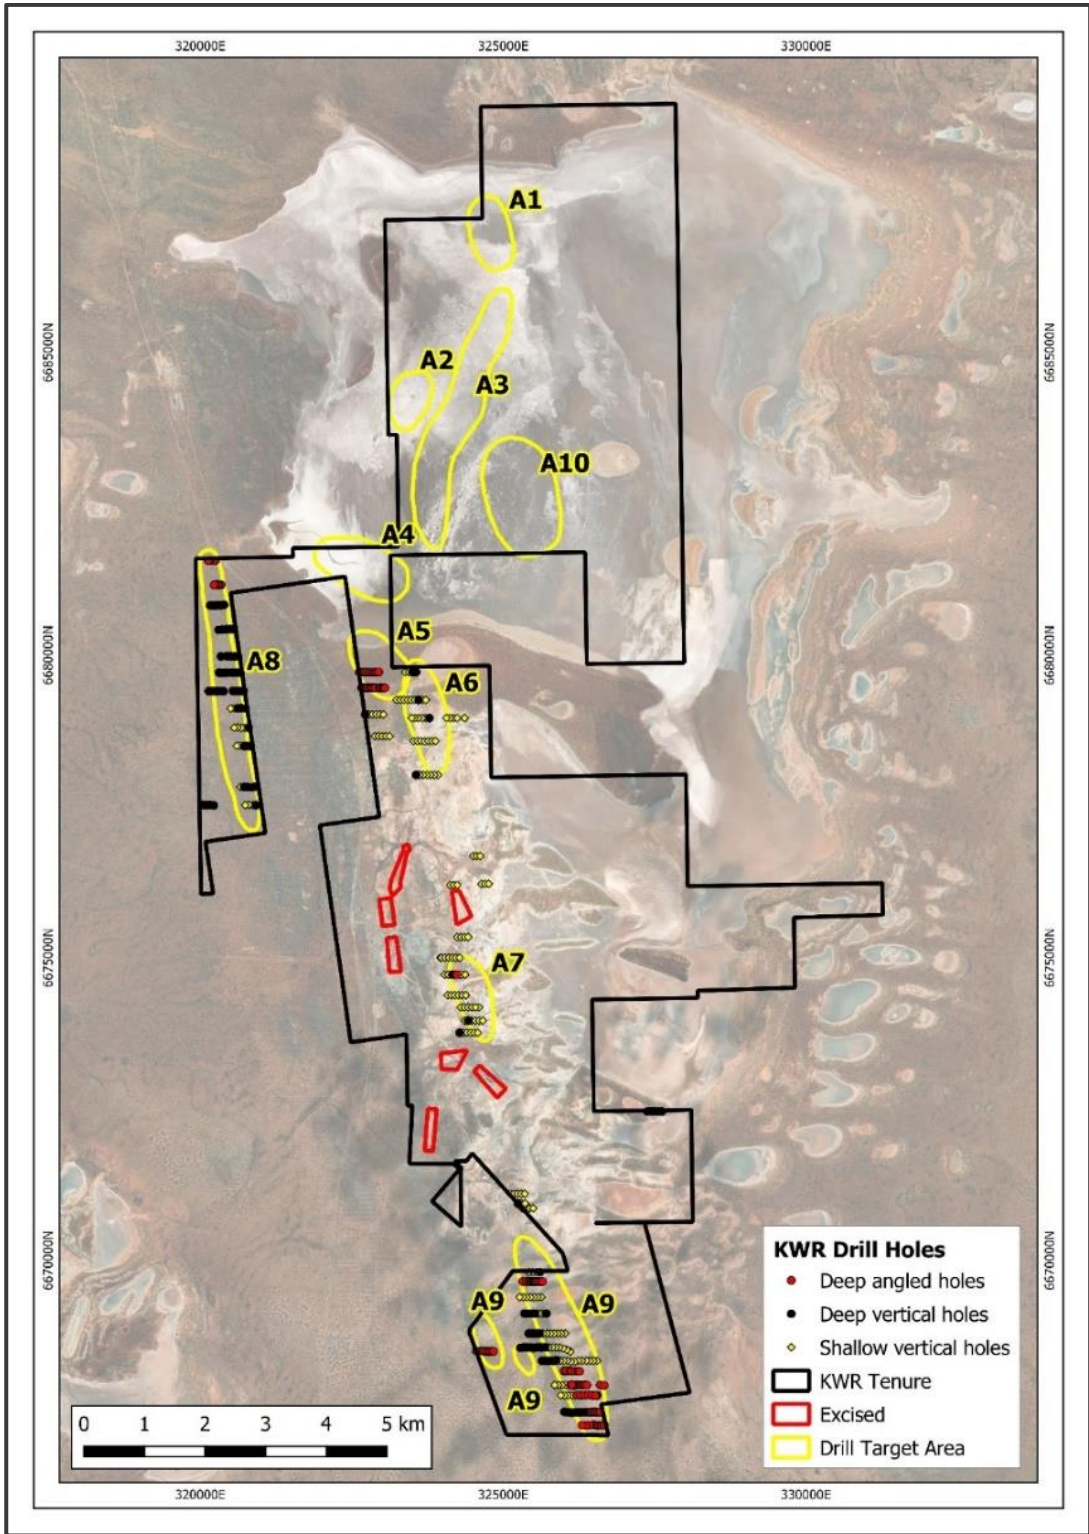 320000E 325000E 330000E
A1
6685000N
6685000N
A2
A3
A10
A4
A5
6680000N
6680000N
A8
A6
A7
6675000N
6675000N
6670000N
6670000N
A9
A9
A9
KWR Drill Holes
Deep angled holes
Deep vertical holes
Shallow vertical holes
KWR Tenure
Excised
Drill Target Area
0 1 2 3 4 5 km
320000E 325000E 330000E